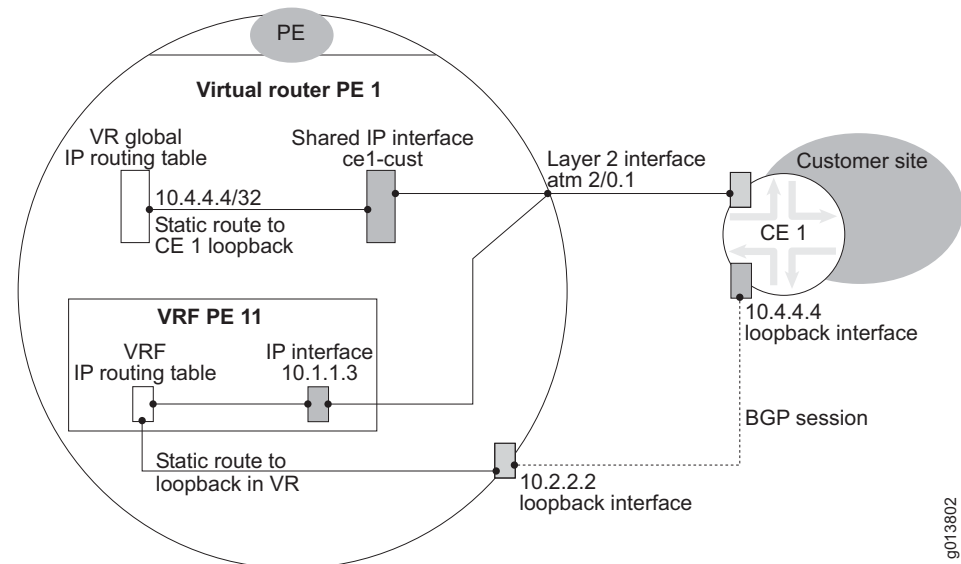 PE
Virtual router PE 1
VR global
IP routing table
Shared IP interface
ce1-cust
Layer 2 interface
atm 2/0.1
Customer site
10.4.4.4/32
Static route to
CE 1 loopback
CE 1
VRF PE 11
10.4.4.4
loopback interface
VRF
IP routing table
IP interface
10.1.1.3
BGP session
Static route to
loopback in VR
10.2.2.2
loopback interface
g013802